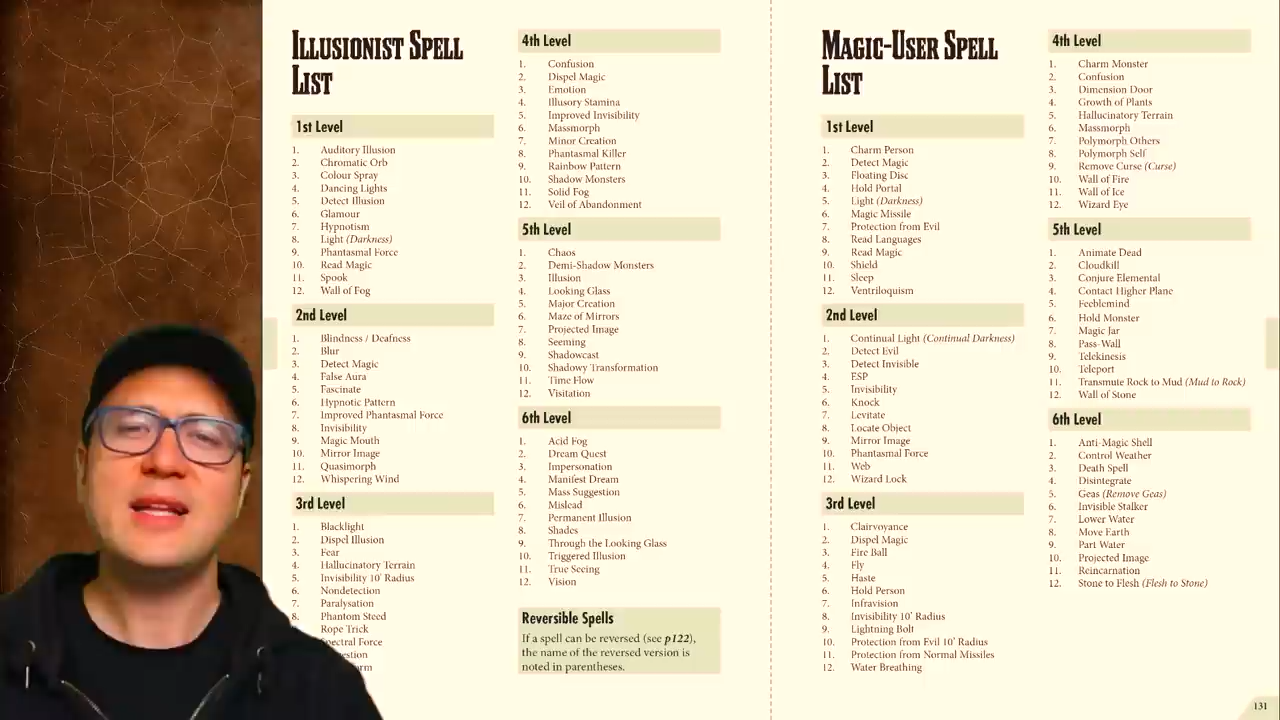 Illusionist Spell
List
1st Level
1. Auditory Illusion
2. Chromatic Orb
3. Colour Spray
4. Dancing Lights
5. Detect Illusion
6. Glamour
7. Hypnotism
8. Light (Darkness)
9. Phantasmal Force
10. Read Magic
11. Spook
12. Wall of Fog
2nd Level
1. Blindness / Deafness
2. Blur
3. Detect Magic
4. False Aura
5. Fascinate
6. Hypnotic Pattern
7. Improved Phantasmal Force
8. Invisibility
9. Magic Mouth
10. Mirror Image
11. Quasimorph
12. Whispering Wind
3rd Level
1. Blacklight
2. Dispel Illusion
3. Fear
4. Hallucinatory Terrain
5. Invisibility 10' Radius
6. Nondetection
7. Paralysation
8. Phantom Steed
Rope Trick
Force
4th Level
1. Confusion
2. Dispel Magic
3. Emotion
4. Illusory Stamina
5. Improved Invisibility
6. Massmorph
7. Minor Creation
8. Phantasmal Killer
9. Rainbow Pattern
10. Shadow Monsters
11. Solid Fog
12. Veil of Abandonment
5th Level
1. Chaos
2. Demi-Shadow Monsters
3. Illusion
4. Looking Glass
5. Major Creation
6. Maze of Mirrors
7. Projected Image
8. Seeming
9. Shadowcast
10. Shadowy Transformation
11. Time Flow
12. Visitation
6th Level
1. Acid Fog
2. Dream Quest
3. Impersonation
4. Manifest Dream
5. Mass Suggestion
6. Mislead
7. Permanent Illusion
8. Shades
9. Through the Looking Glass
10. Triggered Illusion
11. True Seeing
12. Vision
Reversible Spells
If a spell can be reversed (see p122),
the name of the reversed version is
noted in parentheses.
Magic-User Spell
List
1st Level
1. Charm Person
2. Detect Magic
3. Floating Disc
4. Hold Portal
5. Light (Darkness)
6. Magic Missile
7. Protection from Evil
8. Read Languages
9. Read Magic
10. Shield
11. Sleep
12. Ventriloquism
2nd Level
1. Continual Light (Continual Darkness)
2. Detect Evil
3. Detect Invisible
4. ESP
5. Invisibility
6. Knock
7. Levitate
8. Locate Object
9. Mirror Image
10. Phantasmal Force
11. Web
12. Wizard Lock
3rd Level
1. Clairvoyance
2. Dispel Magic
3. Fire Ball
4. Fly
5. Haste
6. Hold Person
7. Infravision
8. Invisibility 10' Radius
9. Lightning Bolt
10. Protection from Evil 10' Radius
11. Protection from Normal Missiles
12. Water Breathing
4th Level
1. Charm Monster
2. Confusion
3. Dimension Door
4. Growth of Plants
5. Hallucinatory Terrain
6. Massmorph
7. Polymorph Others
8. Polymorph Self
9. Remove Curse (Curse)
10. Wall of Fire
11. Wall of Ice
12. Wizard Eye
5th Level
1. Animate Dead
2. Cloudkill
3. Conjure Elemental
4. Contact Higher Plane
5. Feeblemind
6. Hold Monster
7. Magic Jar
8. Pass-Wall
9. Telekinesis
10. Teleport
11. Transmute Rock to Mud (Mud to Rock)
12. Wall of Stone
6th Level
1. Anti-Magic Shell
2. Control Weather
3. Death Spell
4. Disintegrate
5. Geas (Remove Geas)
6. Invisible Stalker
7. Lower Water
8. Move Earth
9. Part Water
10. Projected Image
11. Reincarnation
12. Stone to Flesh (Flesh to Stone)
131